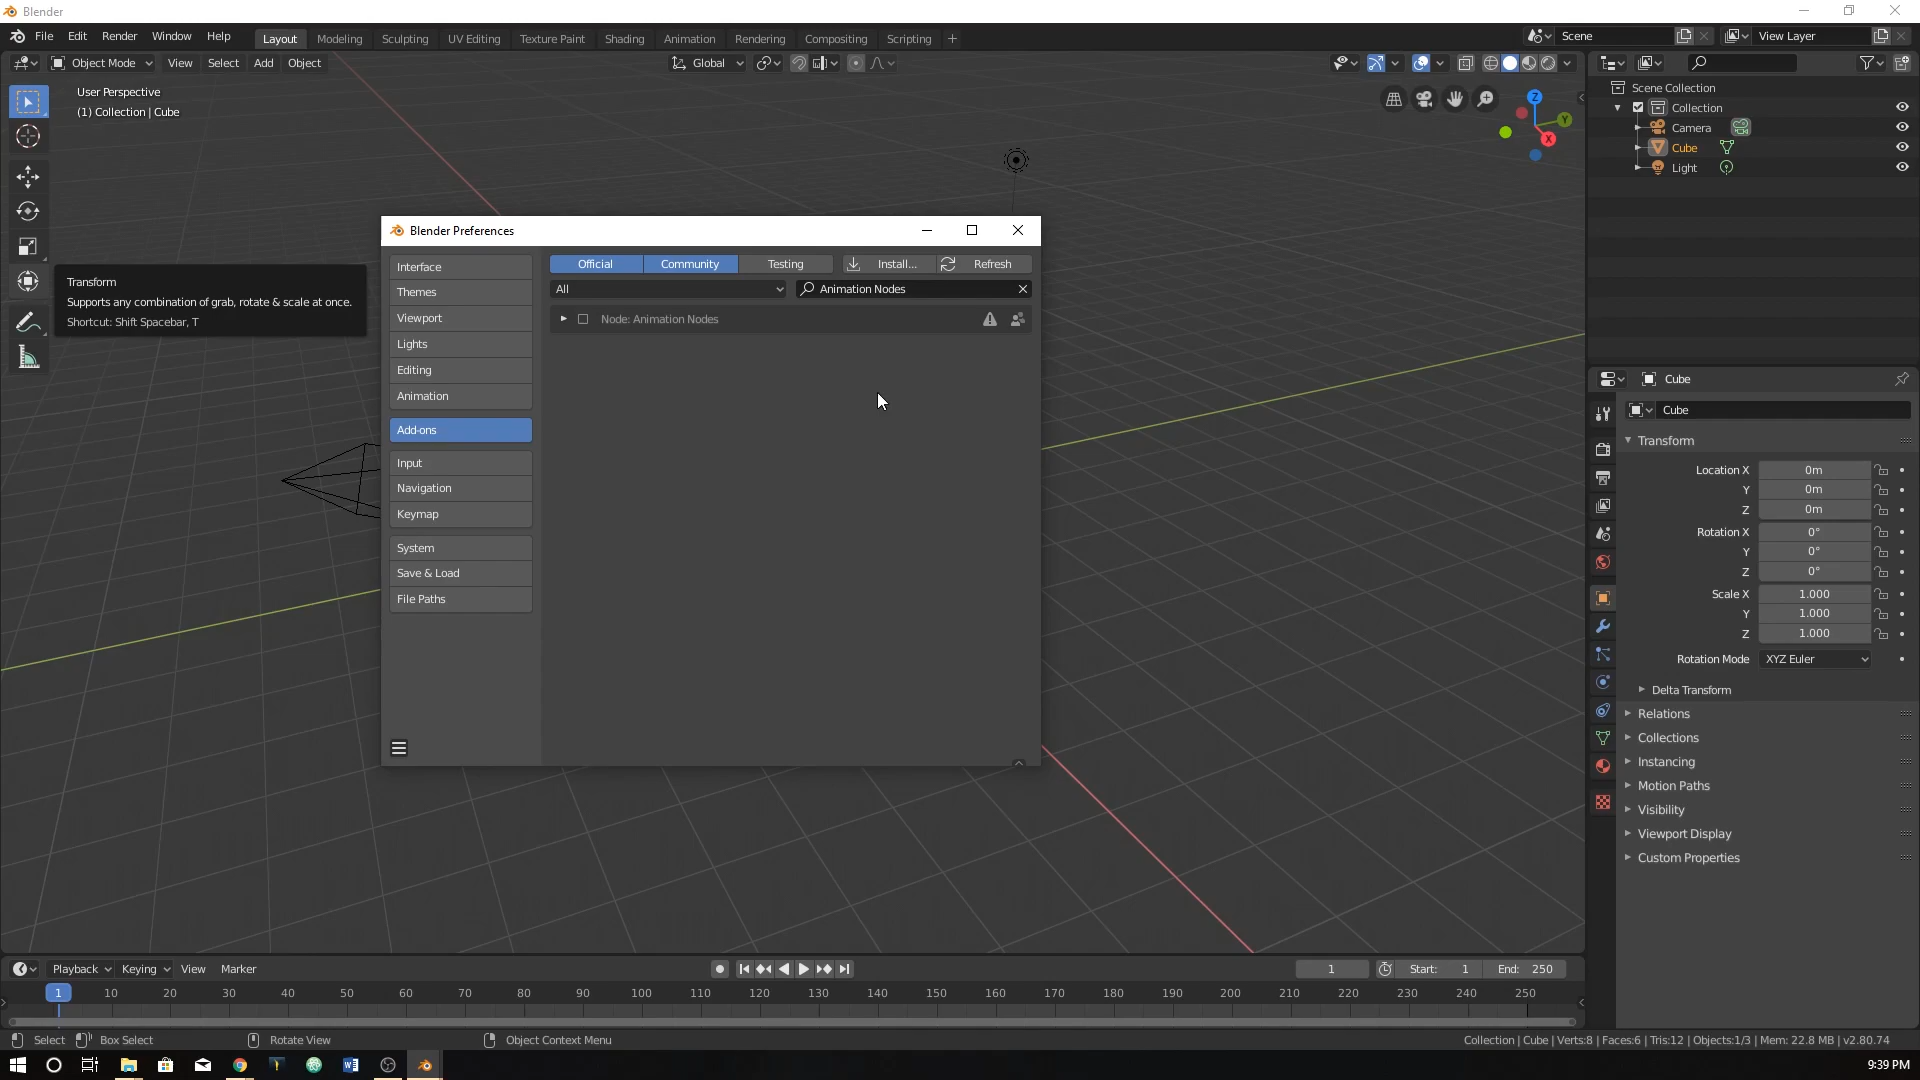 Blender
File Edit Render Window Help
Layout Modeling Sculpting UV Editing Texture Paint Shading Animation Rendering Compositing Scripting +
Scene
View Layer
Object Mode View Select Add Object
Global
User Perspective
(1) Collection | Cube
Z
Y
X
Scene Collection
Collection
Camera
Cube
Light
Transform
Supports any combination of grab, rotate & scale at once.
Shortcut: Shift Spacebar, T
Blender Preferences
Interface
Themes
Viewport
Lights
Editing
Animation
Add-ons
Input
Navigation
Keymap
System
Save & Load
File Paths
Official Community Testing Install... Refresh
All
Animation Nodes
Node: Animation Nodes
Cube
Cube
Transform
Location X 0m
Y 0m
Z 0m
Rotation X 0°
Y 0°
Z 0°
Scale X 1.000
Y 1.000
Z 1.000
Rotation Mode XYZ Euler
Delta Transform
Relations
Collections
Instancing
Motion Paths
Visibility
Viewport Display
Custom Properties
Playback Keying View Marker
1 Start: 1 End: 250
1 10 20 30 40 50 60 70 80 90 100 110 120 130 140 150 160 170 180 190 200 210 220 230 240 250
Select Box Select Rotate View Object Context Menu
Collection | Cube | Verts:8 | Faces:6 | Tris:12 | Objects:1/3 | Mem: 22.8 MB | v2.80.74
9:39 PM